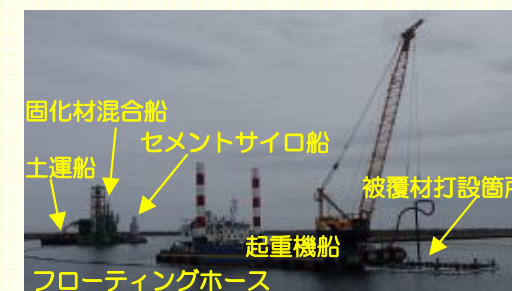 固化材混合船
セメントサイロ船
土運船
被覆材打設箇所
起重機船
フローティングホース